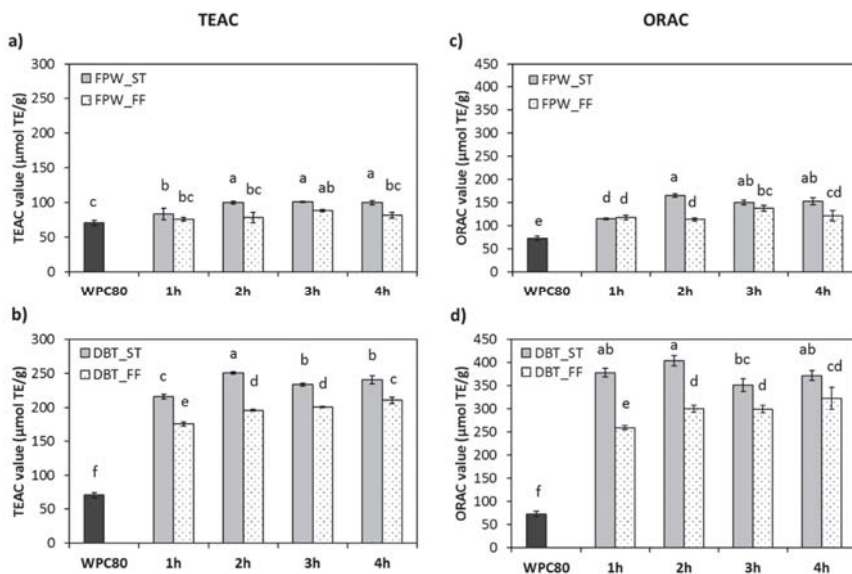 TEAC
ORAC
a)
TEAC value (µmol TE/g)
300
250
200
150
100
50
0
FPW_ST
FPW_FF
c
b
bc
a
bc
a
ab
a
bc
WPC80 1h 2h 3h 4h
c)
ORAC value (µmol TE/g)
450
400
350
300
250
200
150
100
50
0
FPW_ST
FPW_FF
e
d
d
a
d
ab
bc
ab
cd
WPC80 1h 2h 3h 4h
b)
TEAC value (µmol TE/g)
300
250
200
150
100
50
0
DBT_ST
DBT_FF
f
c
e
a
d
b
d
b
c
WPC80 1h 2h 3h 4h
d)
ORAC value (µmol TE/g)
450
400
350
300
250
200
150
100
50
0
DBT_ST
DBT_FF
f
ab
e
a
d
bc
d
ab
cd
WPC80 1h 2h 3h 4h